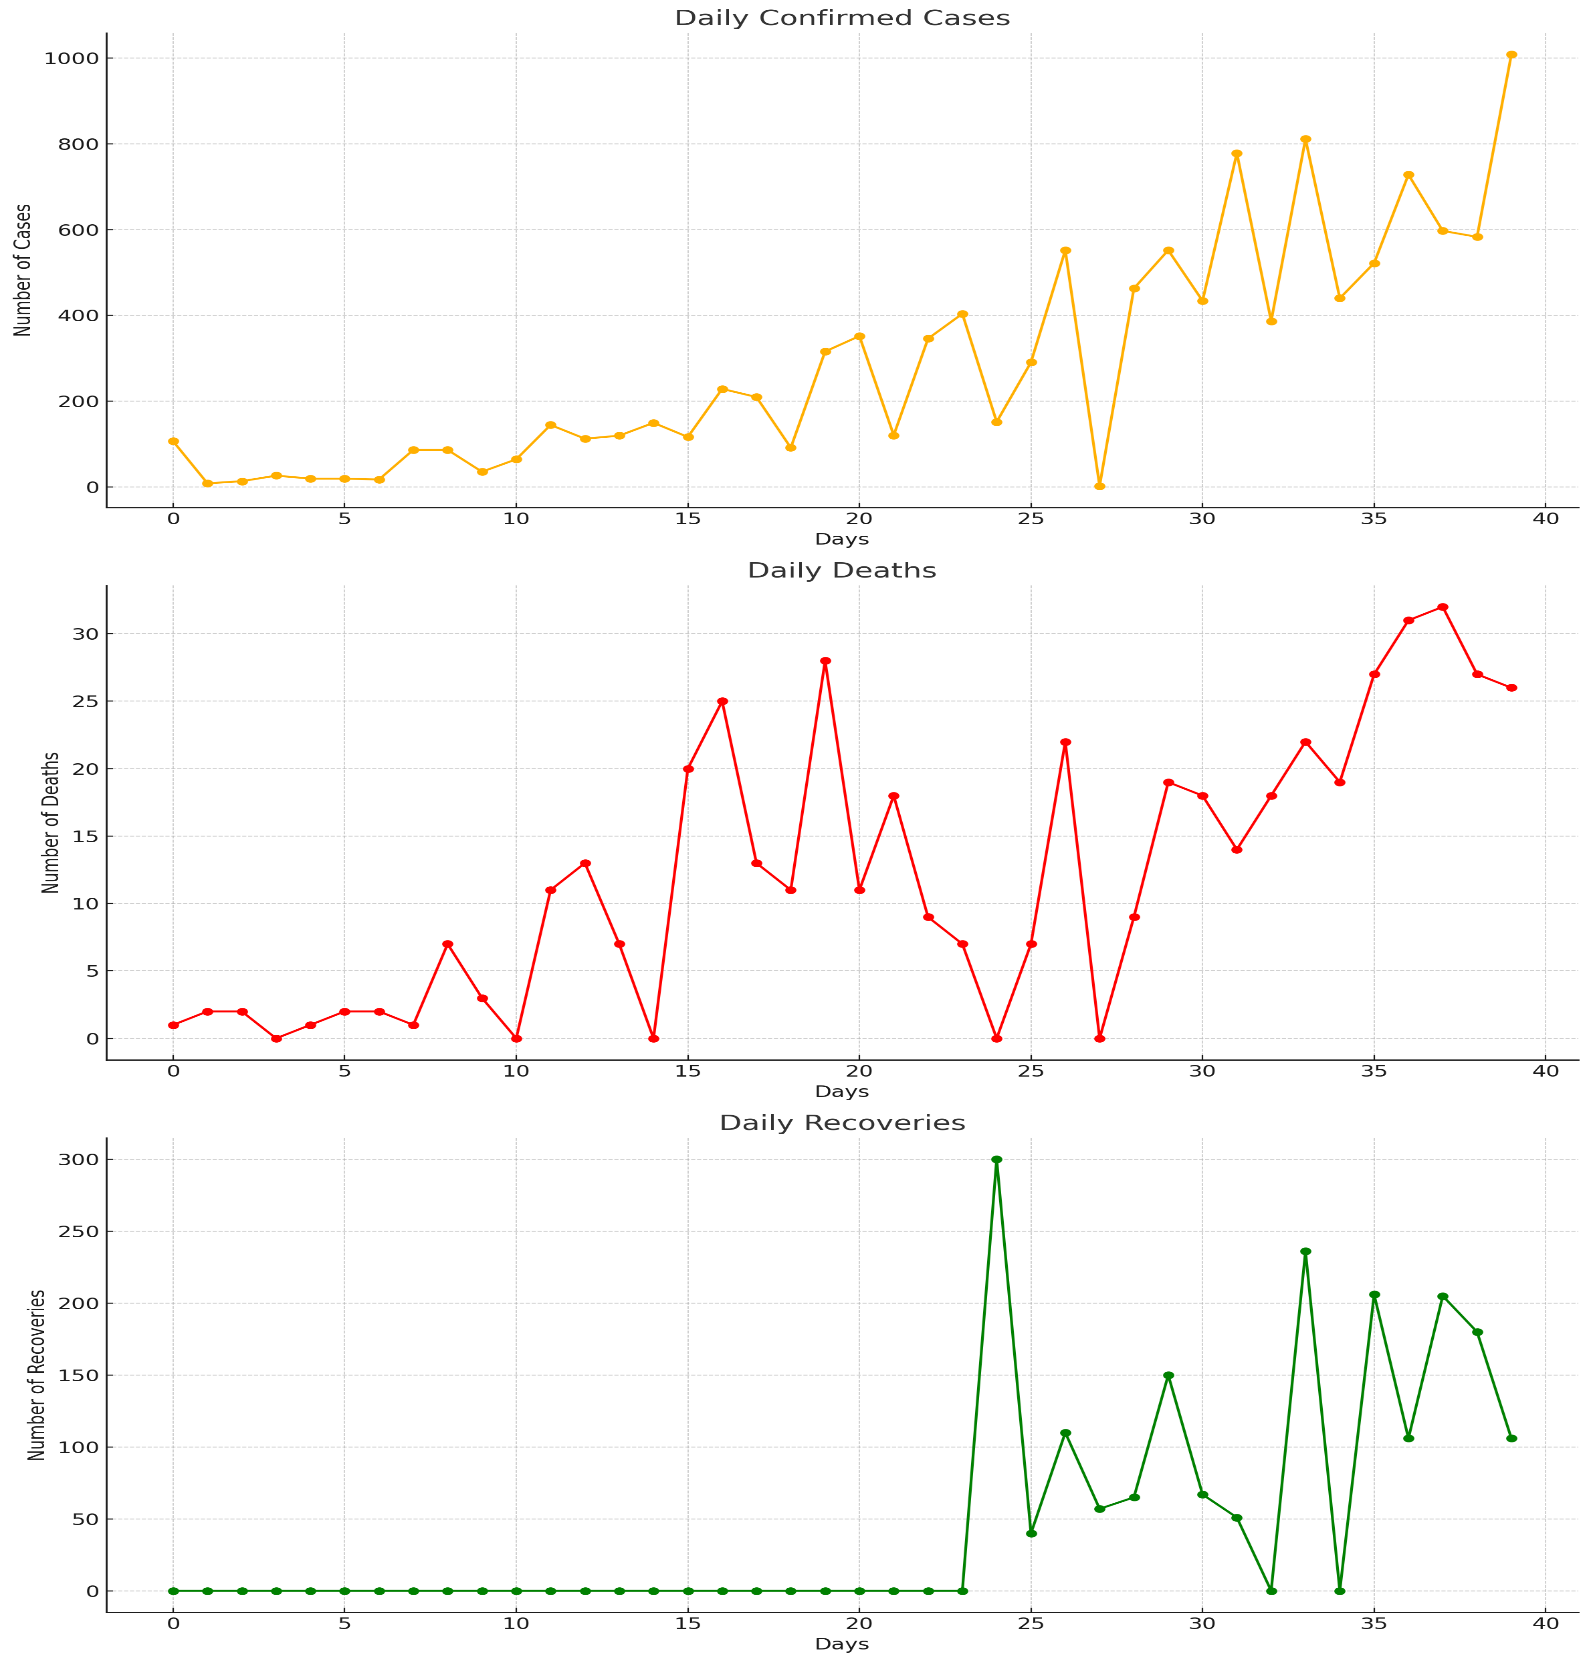 Daily Confirmed Cases
1000
800
600
400
200
0
Number of Cases
0 5 10 15 20 25 30 35 40
Days
Daily Deaths
30
25
20
15
10
5
0
Number of Deaths
0 5 10 15 20 25 30 35 40
Days
Daily Recoveries
300
250
200
150
100
50
0
Number of Recoveries
0 5 10 15 20 25 30 35 40
Days